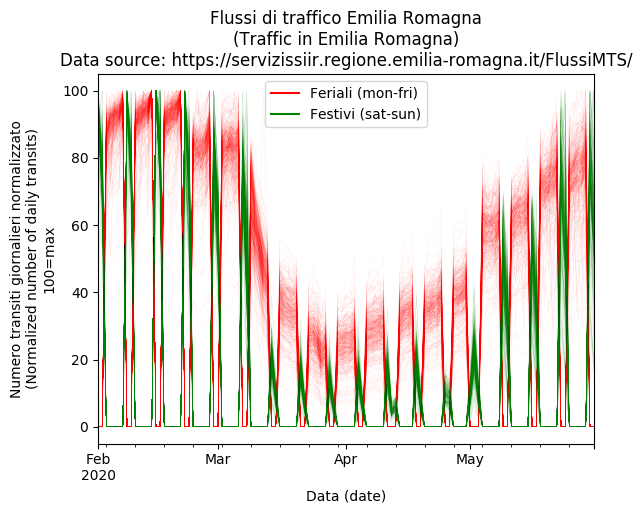 Flussi di traffico Emilia Romagna
(Traffic in Emilia Romagna)
Data source: https://servizissiir.regione.emilia-romagna.it/FlussiMTS/
Numero transiti giornalieri normalizzato
(Normalized number of daily transits)
100=max
100
80
60
40
20
0
Feriali (mon-fri)
Festivi (sat-sun)
Feb
2020
Mar
Apr
May
Data (date)